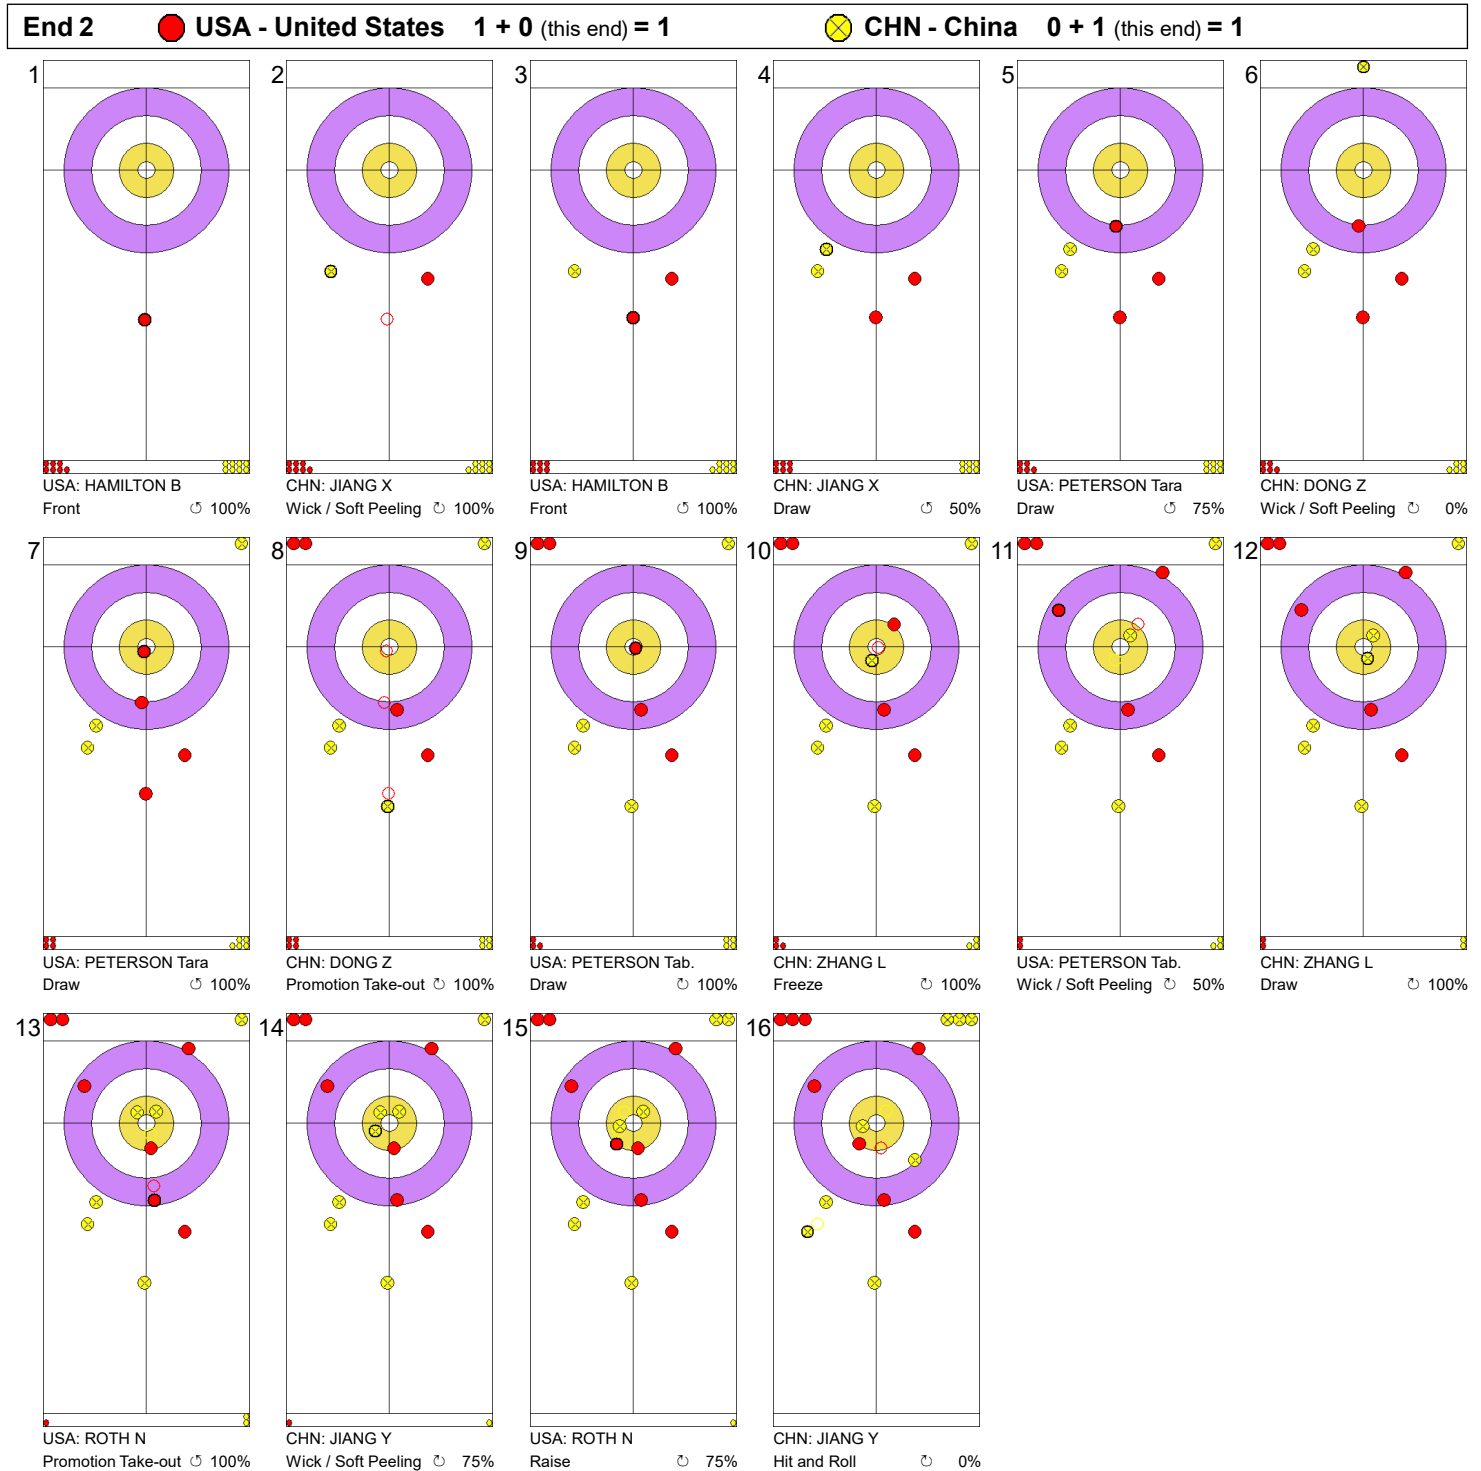 End 2 USA - United States 1 + 0 (this end) = 1 CHN - China 0 + 1 (this end) = 1
1 2 3 4 5 6
USA: HAMILTON B CHN: JIANG X USA: HAMILTON B CHN: JIANG X USA: PETERSON Tara CHN: DONG Z
Front ↺ 100% Wick / Soft Peeling ↻ 100% Front ↺ 100% Draw ↺ 50% Draw ↺ 75% Wick / Soft Peeling ↻ 0%
7 8 9 10 11 12
USA: PETERSON Tara CHN: DONG Z USA: PETERSON Tab. CHN: ZHANG L USA: PETERSON Tab. CHN: ZHANG L
Draw ↺ 100% Promotion Take-out ↻ 100% Draw ↺ 100% Freeze ↻ 100% Wick / Soft Peeling ↻ 50% Draw ↻ 100%
13 14 15 16
USA: ROTH N CHN: JIANG Y USA: ROTH N CHN: JIANG Y
Promotion Take-out ↺ 100% Wick / Soft Peeling ↻ 75% Raise ↻ 75% Hit and Roll ↻ 0%